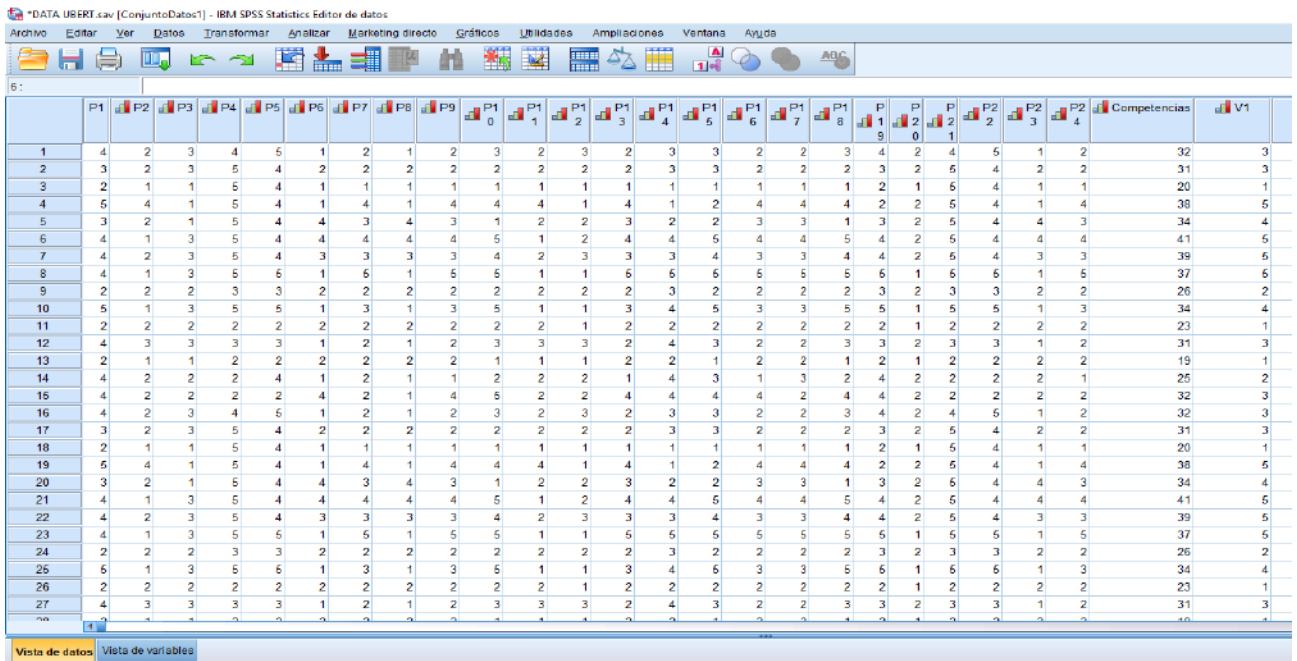 *DATA UBERT.sav [ConjuntoDatos1] - IBM SPSS Statistics Editor de datos
Archivo Editar Ver Datos Transformar Analizar Marketing directo Gráficos Utilidades Ampliaciones Ventana Ayuda
6 :
P1 P2 P3 P4 P5 P6 P7 P8 P9 P10 P11 P12 P13 P14 P15 P16 P17 P18 P19 P20 P21 P22 P23 P24 Competencias V1
1 4 2 3 4 5 1 2 1 2 3 2 3 2 3 3 2 2 3 4 2 4 5 1 2 32 3
2 3 2 3 5 4 2 2 2 2 2 2 2 2 3 3 2 2 2 3 2 5 4 2 2 31 3
3 2 1 1 5 4 1 1 1 1 1 1 1 1 1 1 1 1 1 2 1 5 4 1 1 20 1
4 5 4 1 5 4 1 4 1 4 4 4 1 4 1 2 4 4 4 2 2 5 4 1 4 38 5
5 3 2 1 5 4 4 3 4 3 1 2 2 3 2 2 3 3 1 3 2 5 4 4 3 34 4
6 4 1 3 5 4 4 4 4 4 5 1 2 4 4 5 4 4 5 4 2 5 4 4 4 41 5
7 4 2 3 5 4 3 3 3 3 4 2 3 3 3 4 3 3 4 4 2 5 4 3 3 39 5
8 4 1 3 5 5 1 5 1 5 5 1 1 5 5 5 5 5 5 5 1 5 5 1 5 37 5
9 2 2 2 3 3 2 2 2 2 2 2 2 2 3 2 2 2 2 3 2 3 3 2 2 26 2
10 5 1 3 5 5 1 3 1 3 5 1 1 3 4 5 3 3 5 5 1 5 5 1 3 34 4
11 2 2 2 2 2 2 2 2 2 2 2 1 2 2 2 2 2 2 2 1 2 2 2 2 23 1
12 4 3 3 3 3 1 2 1 2 3 3 3 2 4 3 2 2 3 3 2 3 3 1 2 31 3
13 2 1 1 2 2 2 2 2 2 1 1 1 2 2 1 2 2 1 2 1 2 2 2 2 19 1
14 4 2 2 2 4 1 2 1 1 2 2 2 1 4 3 1 3 2 4 2 2 2 2 1 25 2
15 4 2 2 2 2 4 2 1 4 5 2 2 4 4 4 4 2 4 4 2 2 2 2 2 32 3
16 4 2 3 4 5 1 2 1 2 3 2 3 2 3 3 2 2 3 4 2 4 5 1 2 32 3
17 3 2 3 5 4 2 2 2 2 2 2 2 2 3 3 2 2 2 3 2 5 4 2 2 31 3
18 2 1 1 5 4 1 1 1 1 1 1 1 1 1 1 1 1 1 2 1 5 4 1 1 20 1
19 5 4 1 5 4 1 4 1 4 4 4 1 4 1 2 4 4 4 2 2 5 4 1 4 38 5
20 3 2 1 5 4 4 3 4 3 1 2 2 3 2 2 3 3 1 3 2 5 4 4 3 34 4
21 4 1 3 5 4 4 4 4 4 5 1 2 4 4 5 4 4 5 4 2 5 4 4 4 41 5
22 4 2 3 5 4 3 3 3 3 4 2 3 3 3 4 3 3 4 4 2 5 4 3 3 39 5
23 4 1 3 5 5 1 5 1 5 5 1 1 5 5 5 5 5 5 5 1 5 5 1 5 37 5
24 2 2 2 3 3 2 2 2 2 2 2 2 2 3 2 2 2 2 3 2 3 3 2 2 26 2
25 5 1 3 5 5 1 3 1 3 5 1 1 3 4 5 3 3 5 5 1 5 5 1 3 34 4
26 2 2 2 2 2 2 2 2 2 2 2 1 2 2 2 2 2 2 2 1 2 2 2 2 23 1
27 4 3 3 3 3 1 2 1 2 3 3 3 2 4 3 2 2 3 3 2 3 3 1 2 31 3
Vista de datos Vista de variables